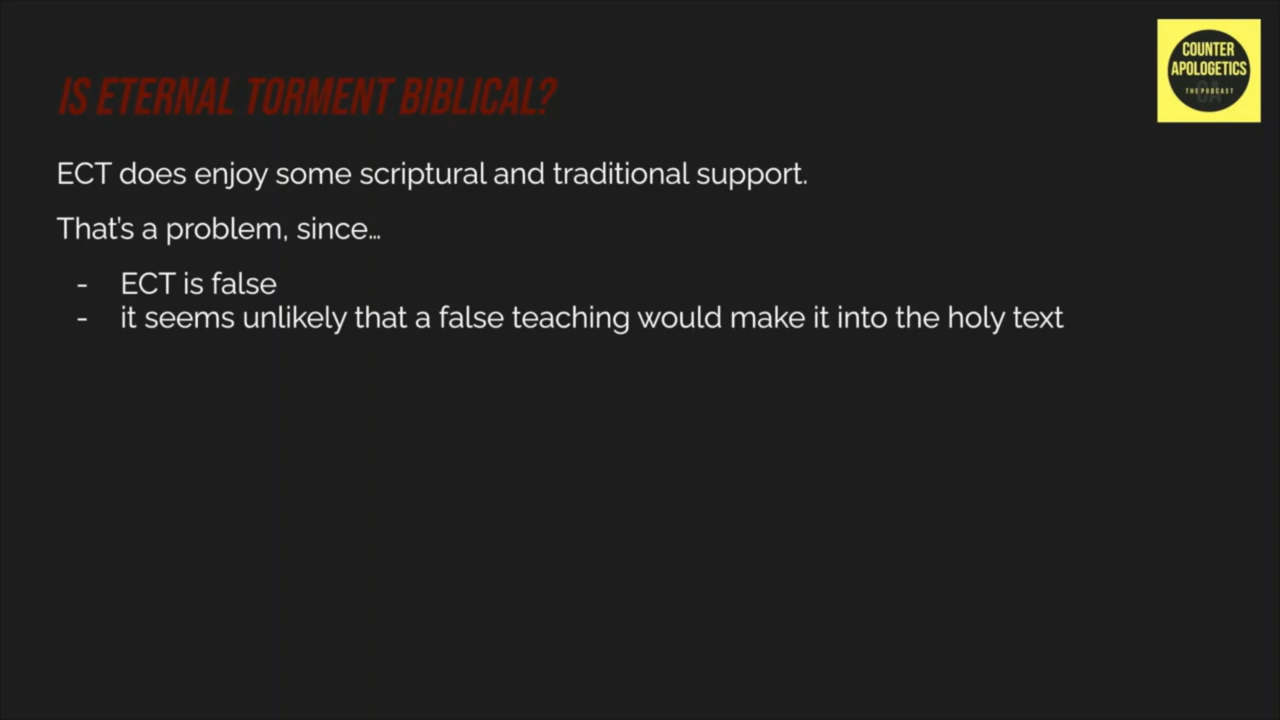 IS ETERNAL TORMENT BIBLICAL?
COUNTER
APOLOGETICS
THE PODCAST
CA
ECT does enjoy some scriptural and traditional support.
That's a problem, since…
- ECT is false
- it seems unlikely that a false teaching would make it into the holy text